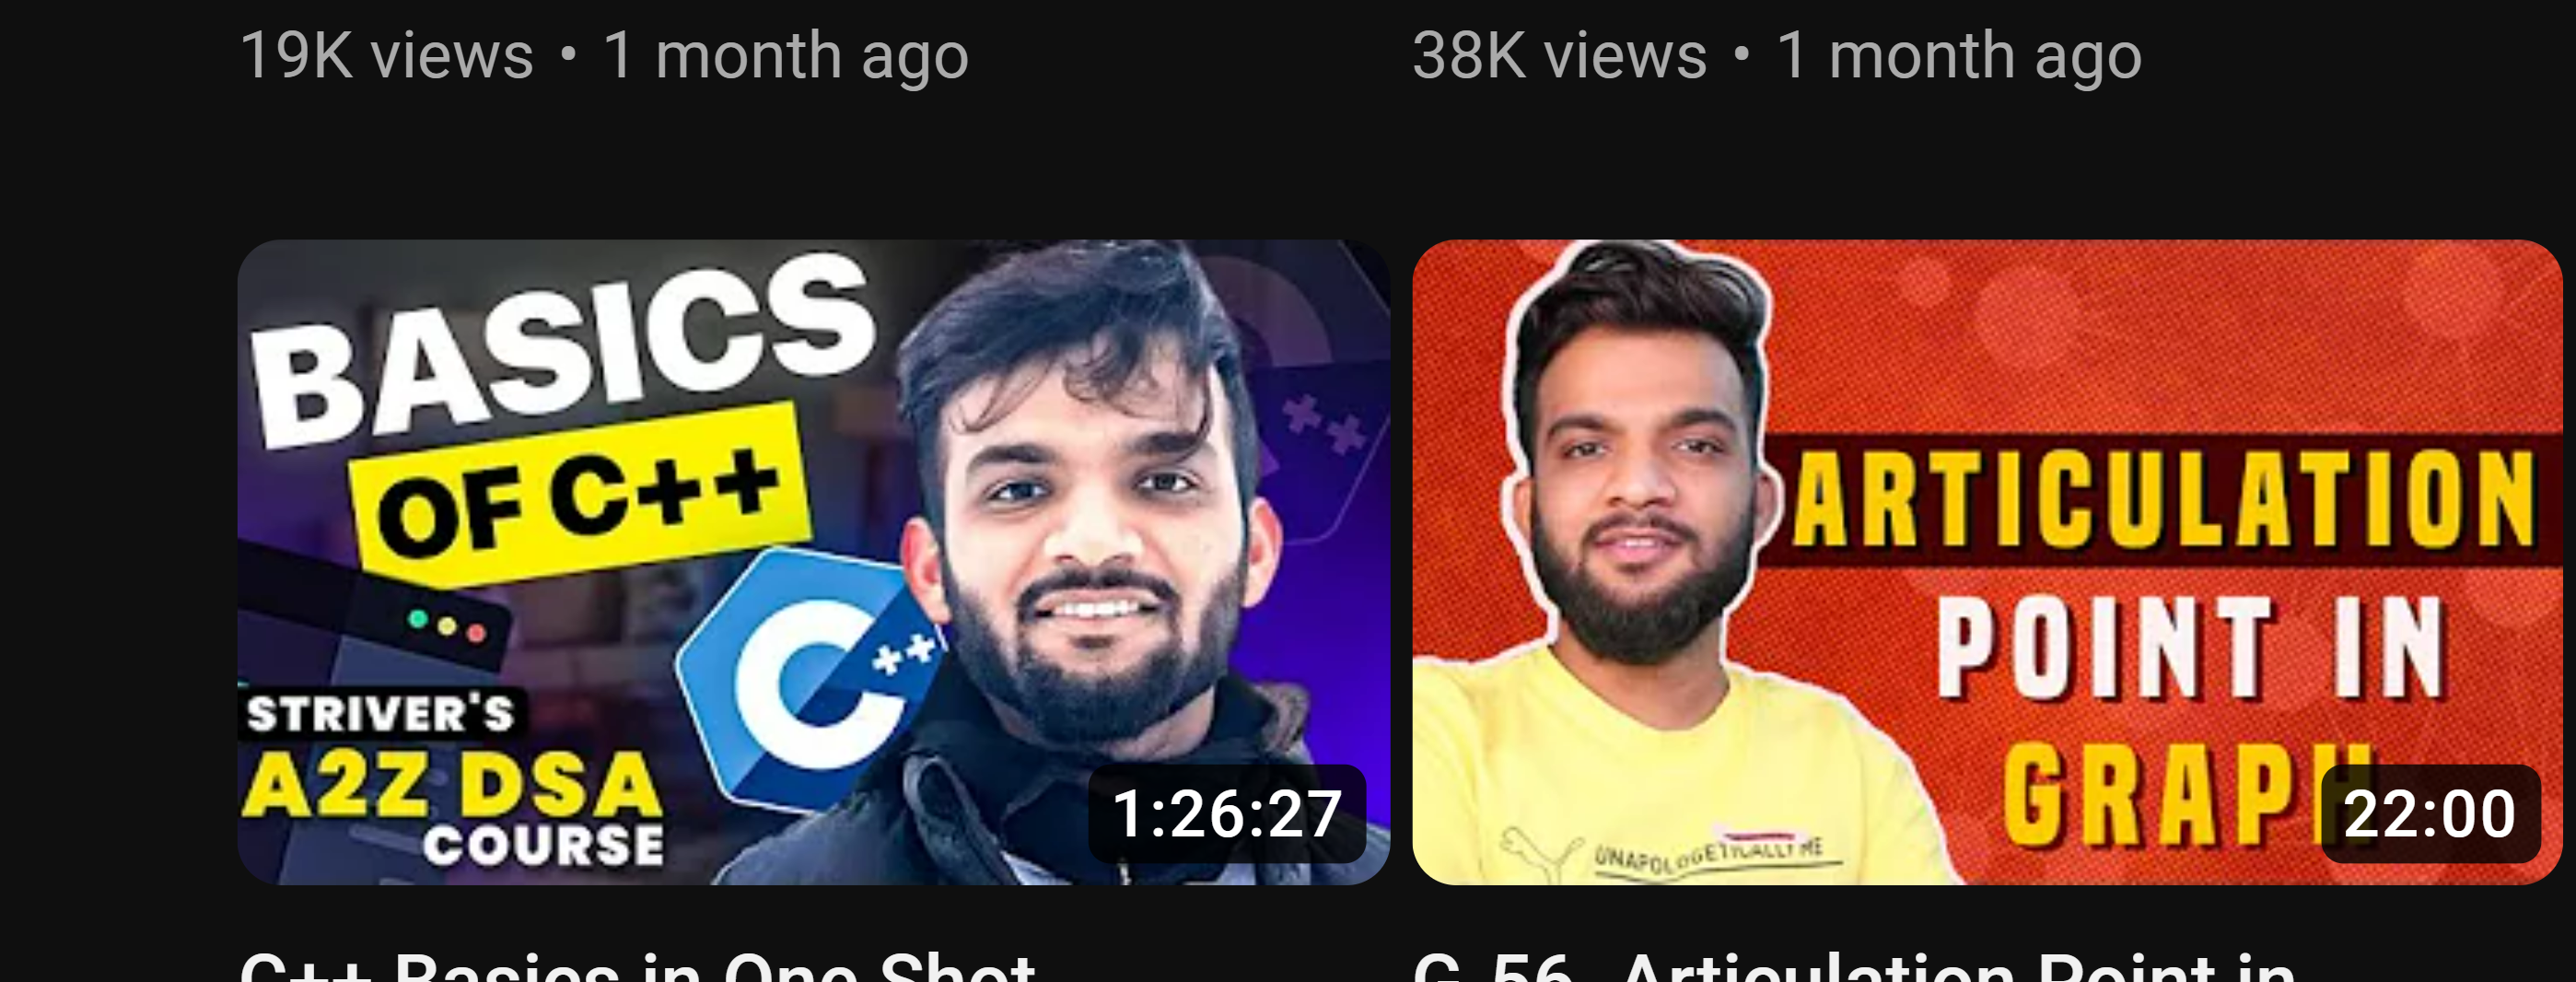 19K views • 1 month ago
38K views • 1 month ago
BASICS
OF C++
C++
++
STRIVER'S
A2Z DSA
COURSE
1:26:27
ARTICULATION
POINT IN
GRAPH
UNAPOLOGETICALLY ME
22:00
C++ Basics in One Shot
G-56. Articulation Point in